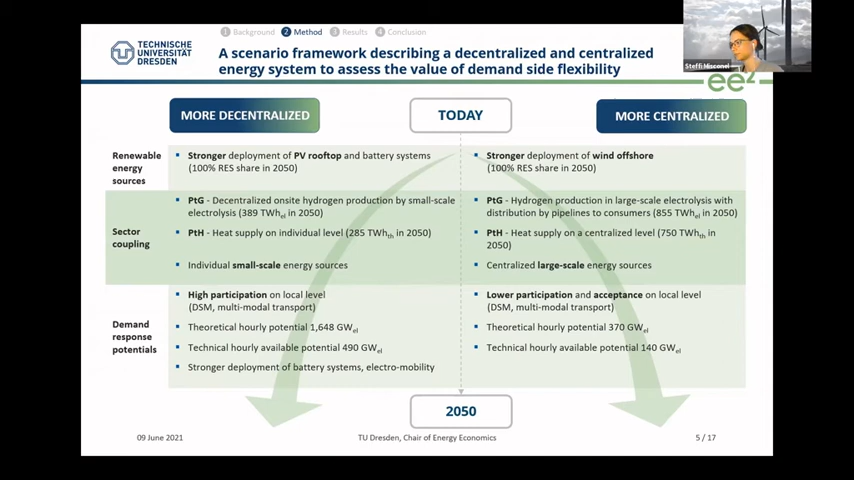 1 Background 2 Method 3 Results 4 Conclusion
TECHNISCHE
UNIVERSITÄT
DRESDEN
A scenario framework describing a decentralized and centralized
energy system to assess the value of demand side flexibility
Steffi Misconel
ee2
MORE DECENTRALIZED
TODAY
MORE CENTRALIZED
Renewable
energy
sources
▪ Stronger deployment of PV rooftop and battery systems
(100% RES share in 2050)
▪ Stronger deployment of wind offshore
(100% RES share in 2050)
Sector
coupling
▪ PtG - Decentralized onsite hydrogen production by small-scale
electrolysis (389 TWhel in 2050)
▪ PtH - Heat supply on individual level (285 TWhth in 2050)
▪ Individual small-scale energy sources
▪ PtG - Hydrogen production in large-scale electrolysis with
distribution by pipelines to consumers (855 TWhel in 2050)
▪ PtH - Heat supply on a centralized level (750 TWhth in
2050)
▪ Centralized large-scale energy sources
Demand
response
potentials
▪ High participation on local level
(DSM, multi-modal transport)
▪ Theoretical hourly potential 1,648 GWel
▪ Technical hourly available potential 490 GWel
▪ Stronger deployment of battery systems, electro-mobility
▪ Lower participation and acceptance on local level
(DSM, multi-modal transport)
▪ Theoretical hourly potential 370 GWel
▪ Technical hourly available potential 140 GWel
2050
09 June 2021
TU Dresden, Chair of Energy Economics
5 / 17